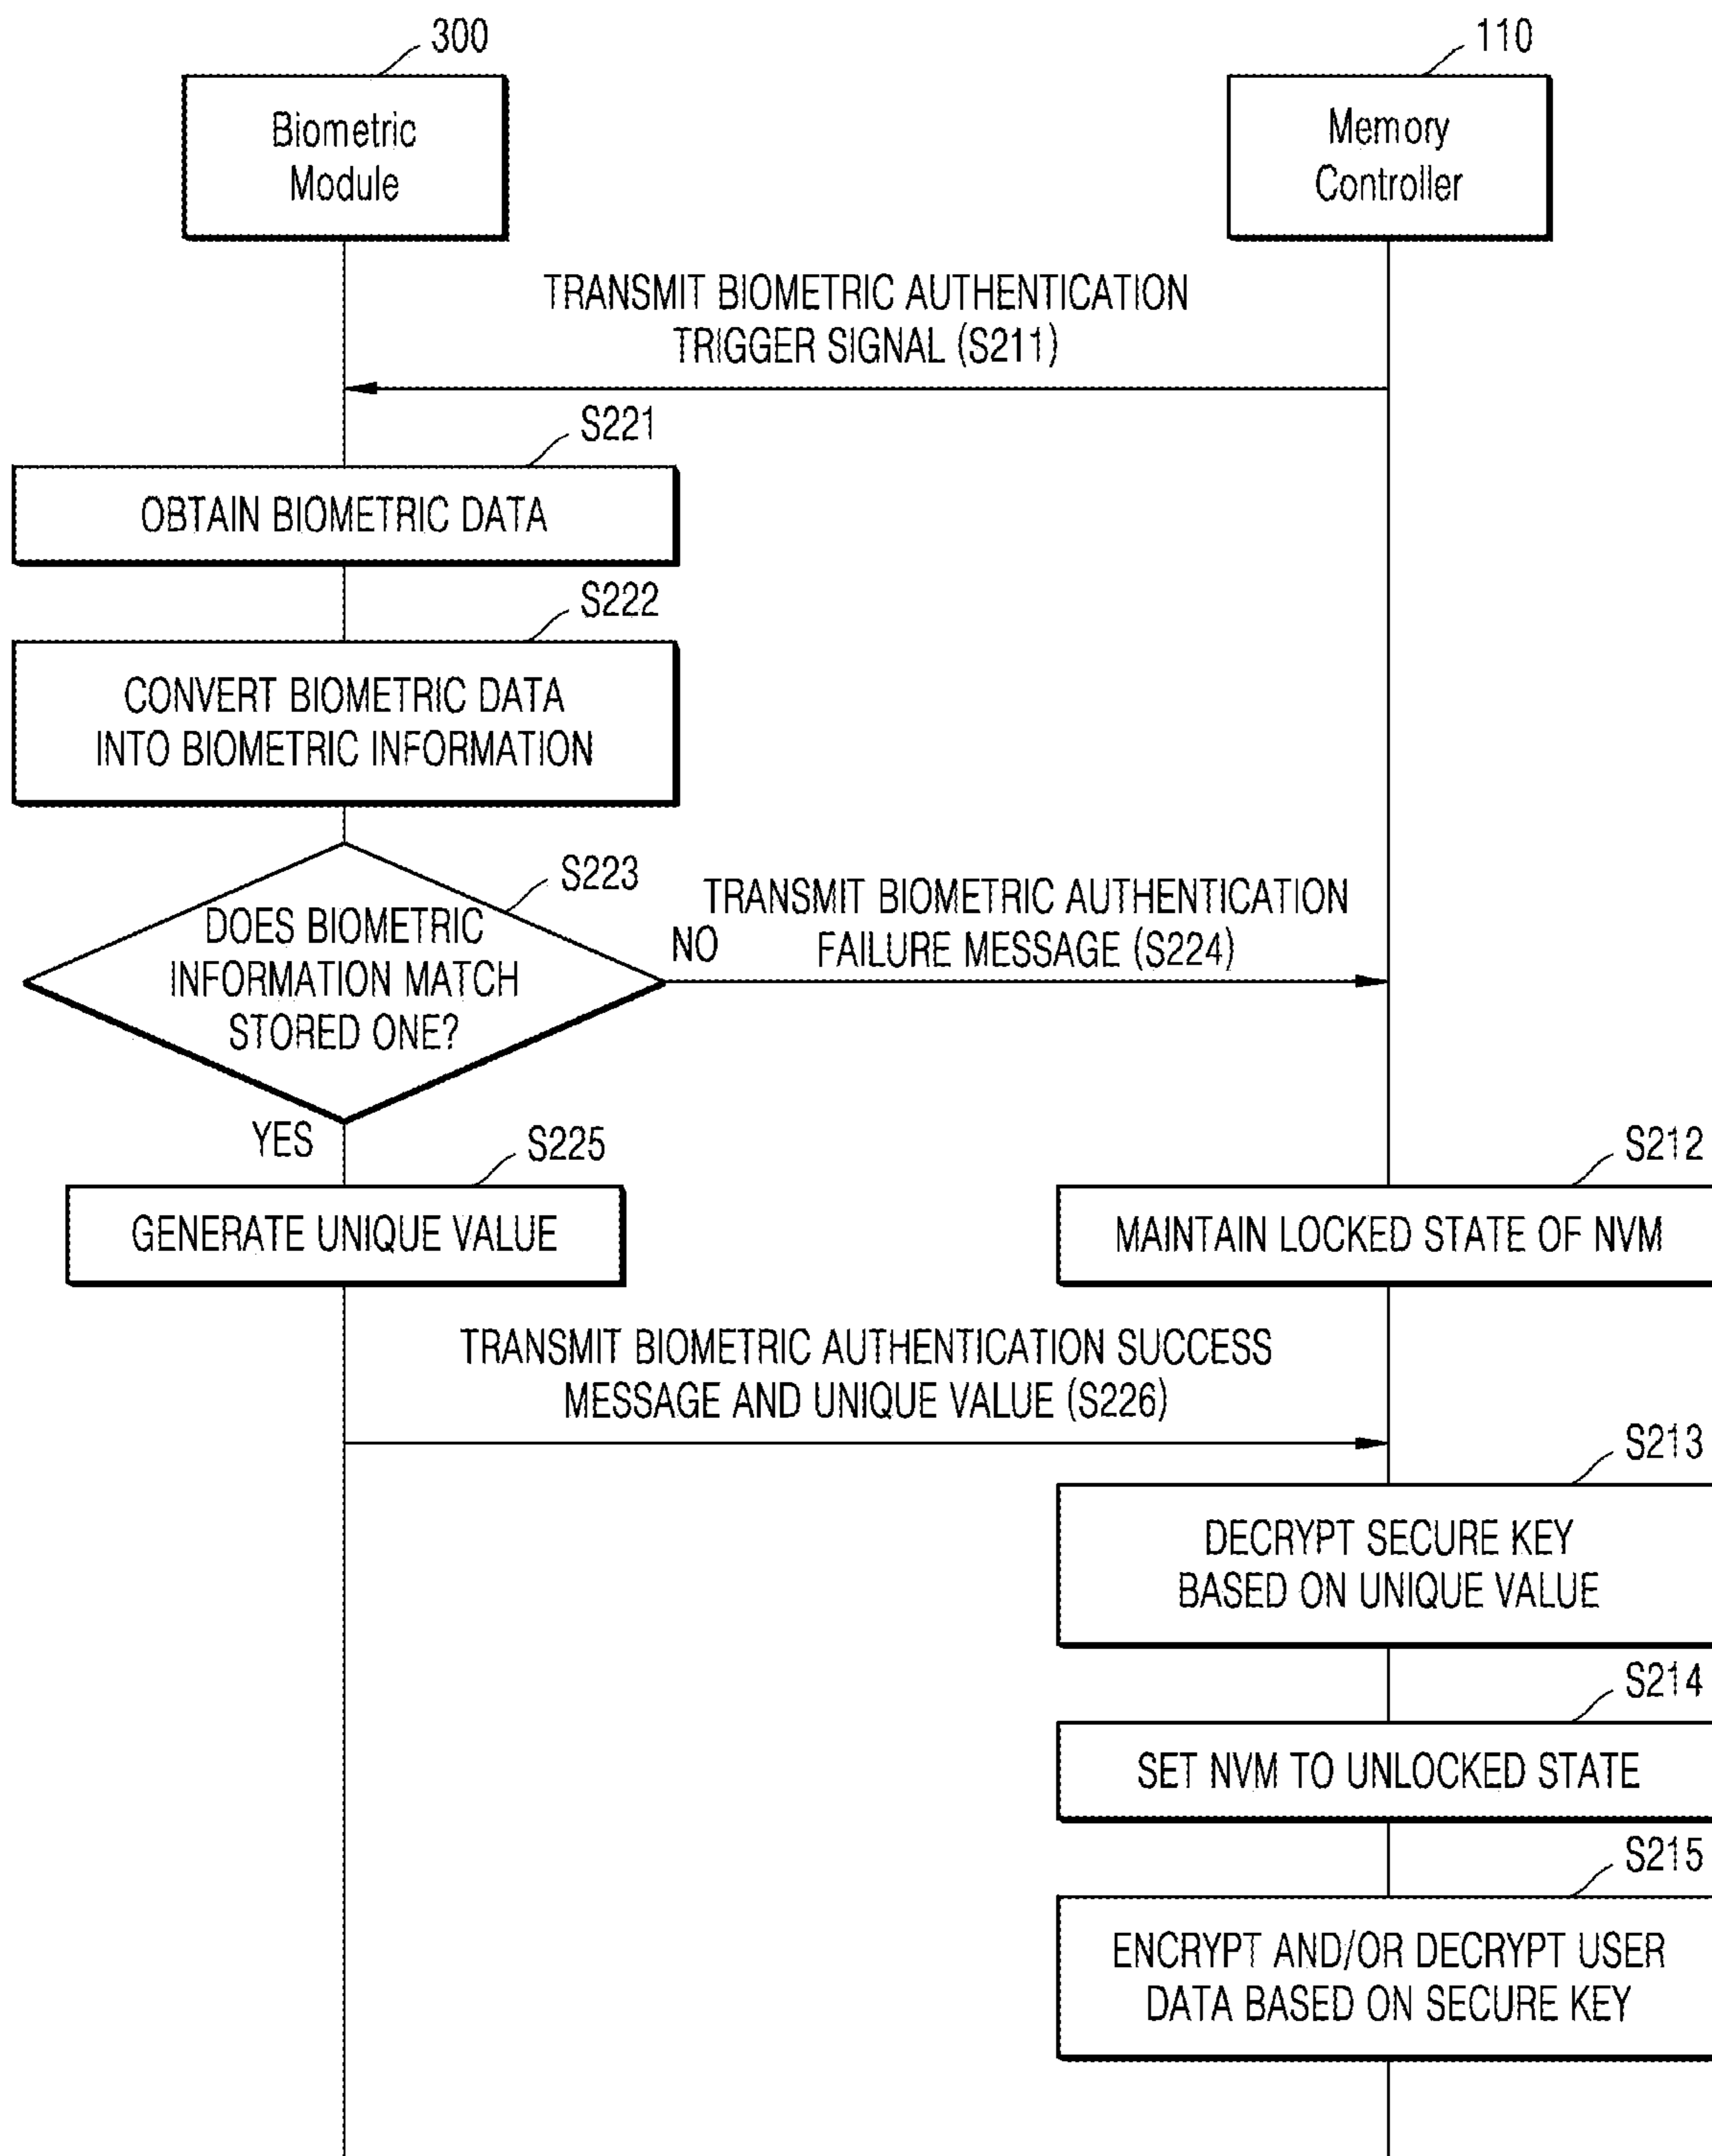 300
110
Biometric
Module
Memory
Controller
TRANSMIT BIOMETRIC AUTHENTICATION
TRIGGER SIGNAL (S211)
S221
OBTAIN BIOMETRIC DATA
S222
CONVERT BIOMETRIC DATA
INTO BIOMETRIC INFORMATION
S223
DOES BIOMETRIC
INFORMATION MATCH
STORED ONE?
NO
TRANSMIT BIOMETRIC AUTHENTICATION
FAILURE MESSAGE (S224)
YES
S225
GENERATE UNIQUE VALUE
S212
MAINTAIN LOCKED STATE OF NVM
TRANSMIT BIOMETRIC AUTHENTICATION SUCCESS
MESSAGE AND UNIQUE VALUE (S226)
S213
DECRYPT SECURE KEY
BASED ON UNIQUE VALUE
S214
SET NVM TO UNLOCKED STATE
S215
ENCRYPT AND/OR DECRYPT USER
DATA BASED ON SECURE KEY